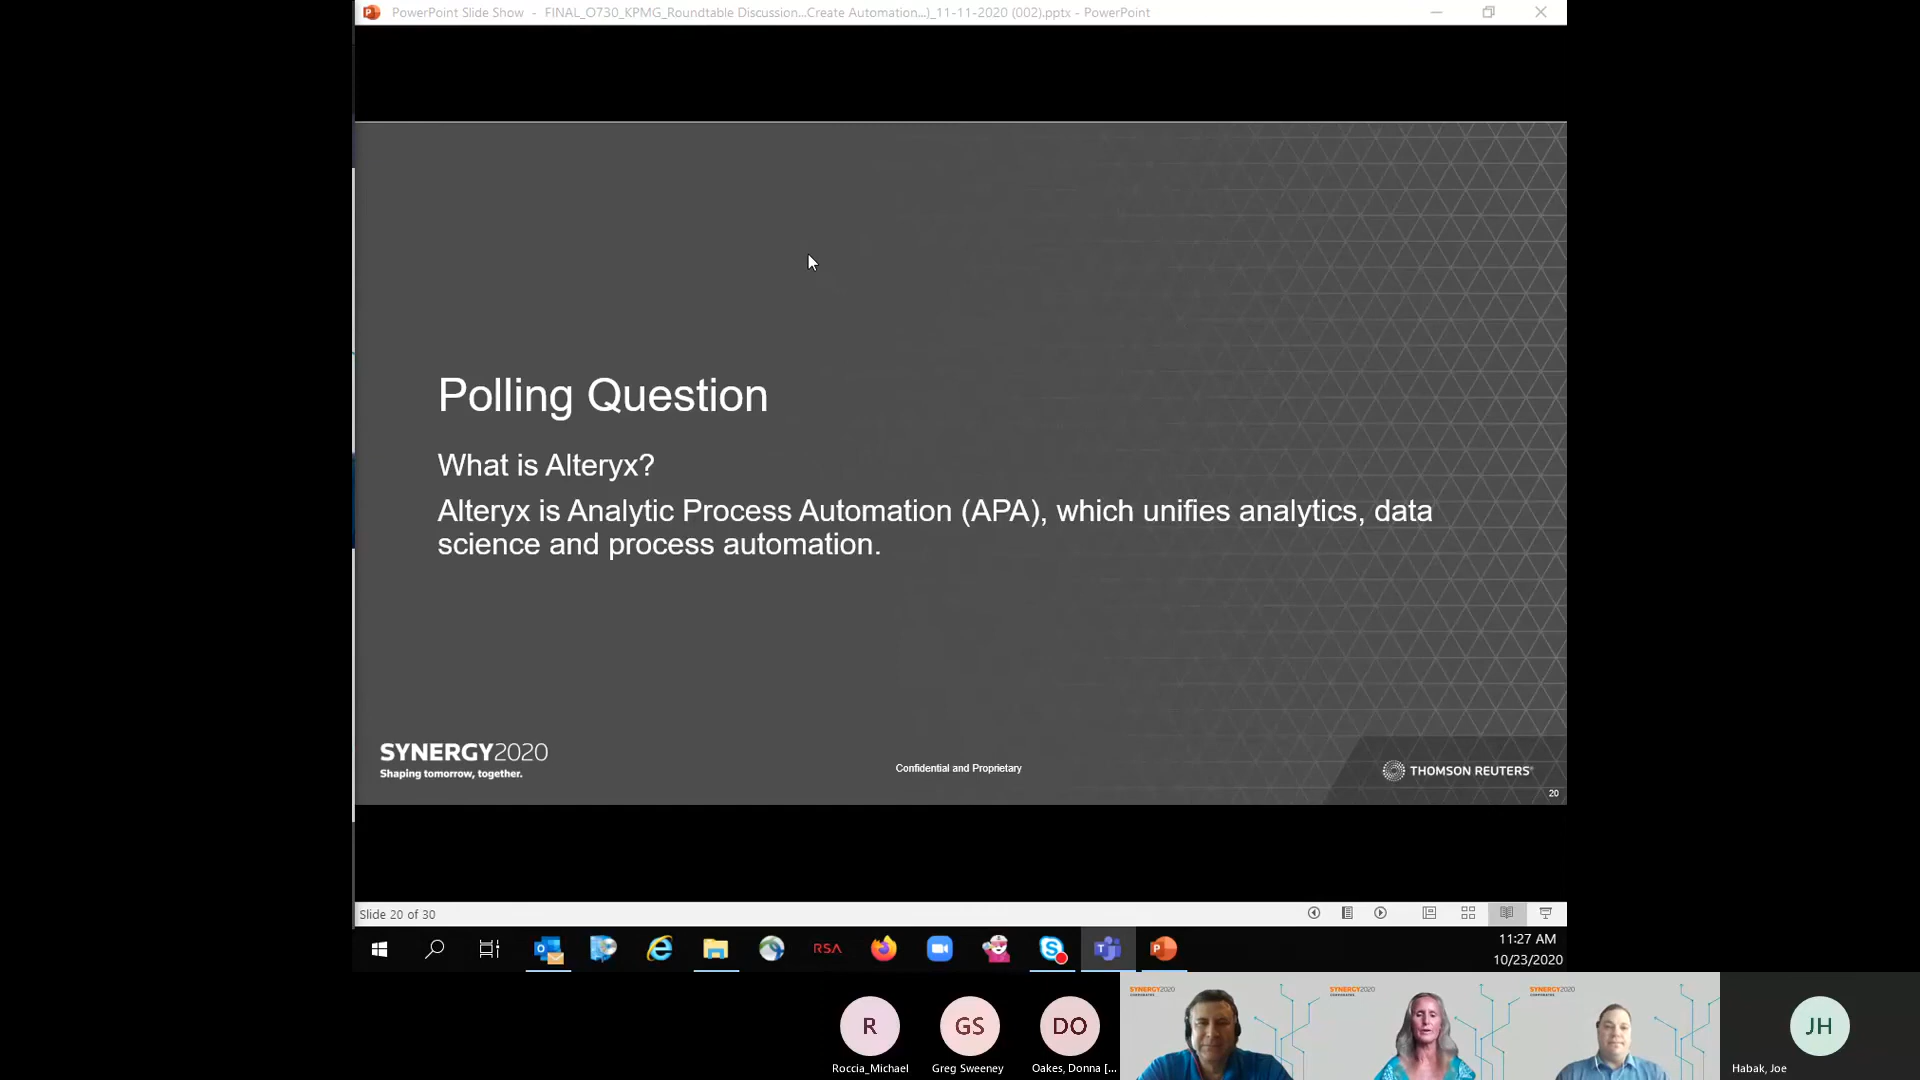 PowerPoint Slide Show - FINAL_O730_KPMG_Roundtable Discussion...Create Automation...)_11-11-2020 (002).pptx - PowerPoint
Polling Question
What is Alteryx?
Alteryx is Analytic Process Automation (APA), which unifies analytics, data
science and process automation.
SYNERGY2020
Shaping tomorrow, together.
Confidential and Proprietary
THOMSON REUTERS
20
Slide 20 of 30
RSA
11:27 AM
10/23/2020
SYNERGY2020
SYNERGY2020
SYNERGY2020
R
GS
DO
JH
Roccia_Michael
Greg Sweeney
Oakes, Donna [...
Habak, Joe